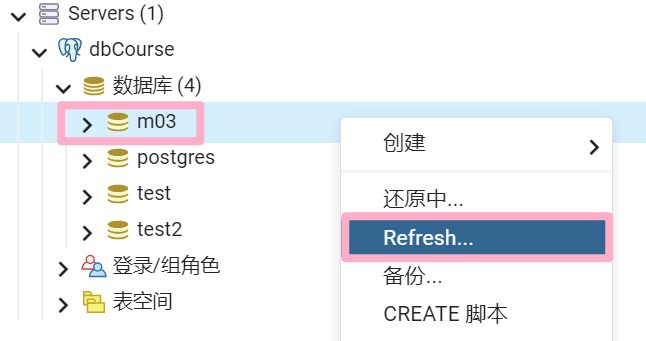 Servers (1)
dbCourse
数据库 (4)
m03
postgres
test
test2
登录/组角色
表空间
创建
还原中...
Refresh...
备份...
CREATE 脚本